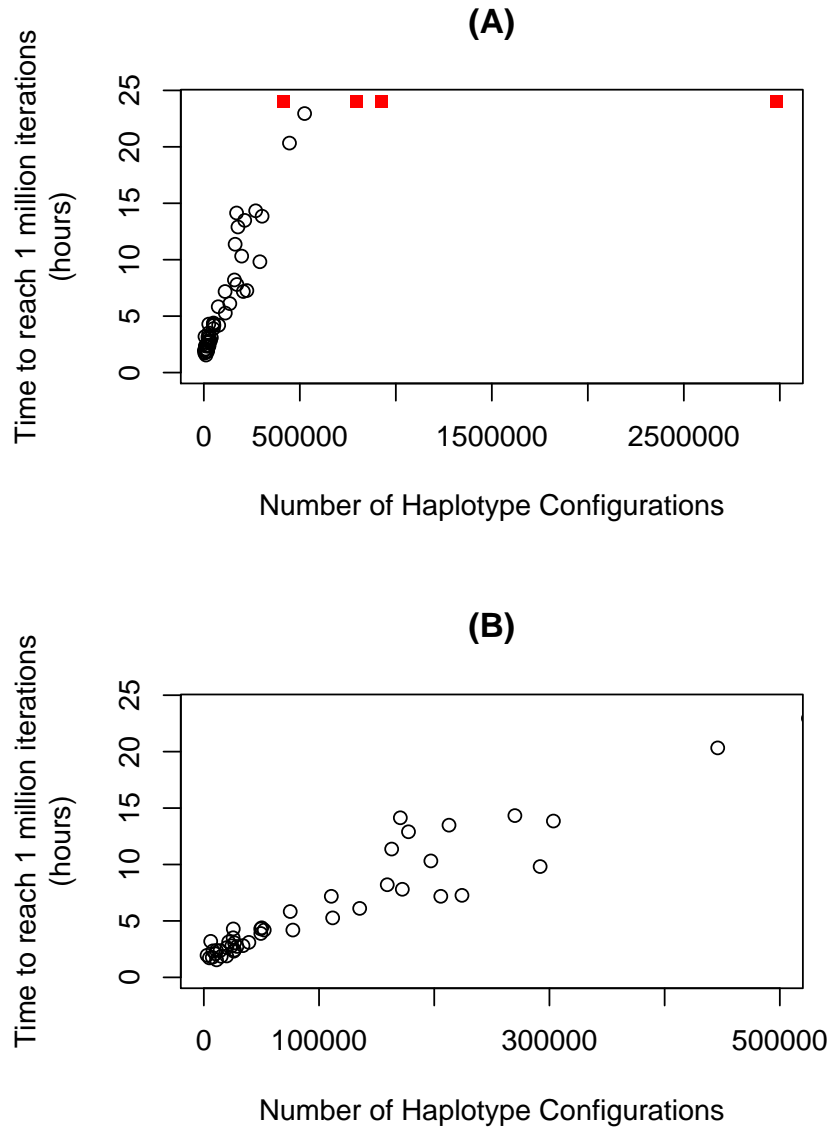 (A)
Time to reach 1 million iterations
(hours)
25
20
15
10
5
0
0 500000 1500000 2500000
Number of Haplotype Configurations
(B)
Time to reach 1 million iterations
(hours)
25
20
15
10
5
0
0 100000 300000 500000
Number of Haplotype Configurations